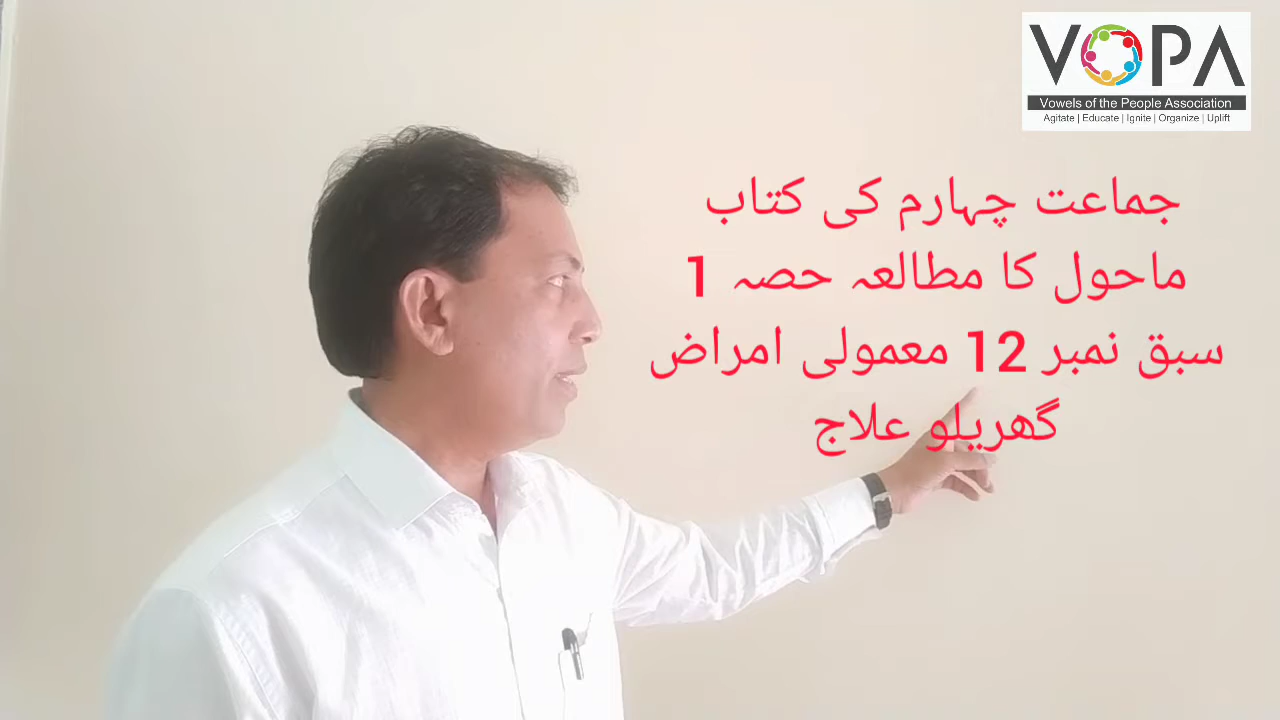 VOPA
Vowels of the People Association
Agitate | Educate | Ignite | Organize | Uplift
جماعت چہارم کی کتاب
ماحول کا مطالعہ حصہ 1
سبق نمبر 12 معمولی امراض
گھریلو علاج